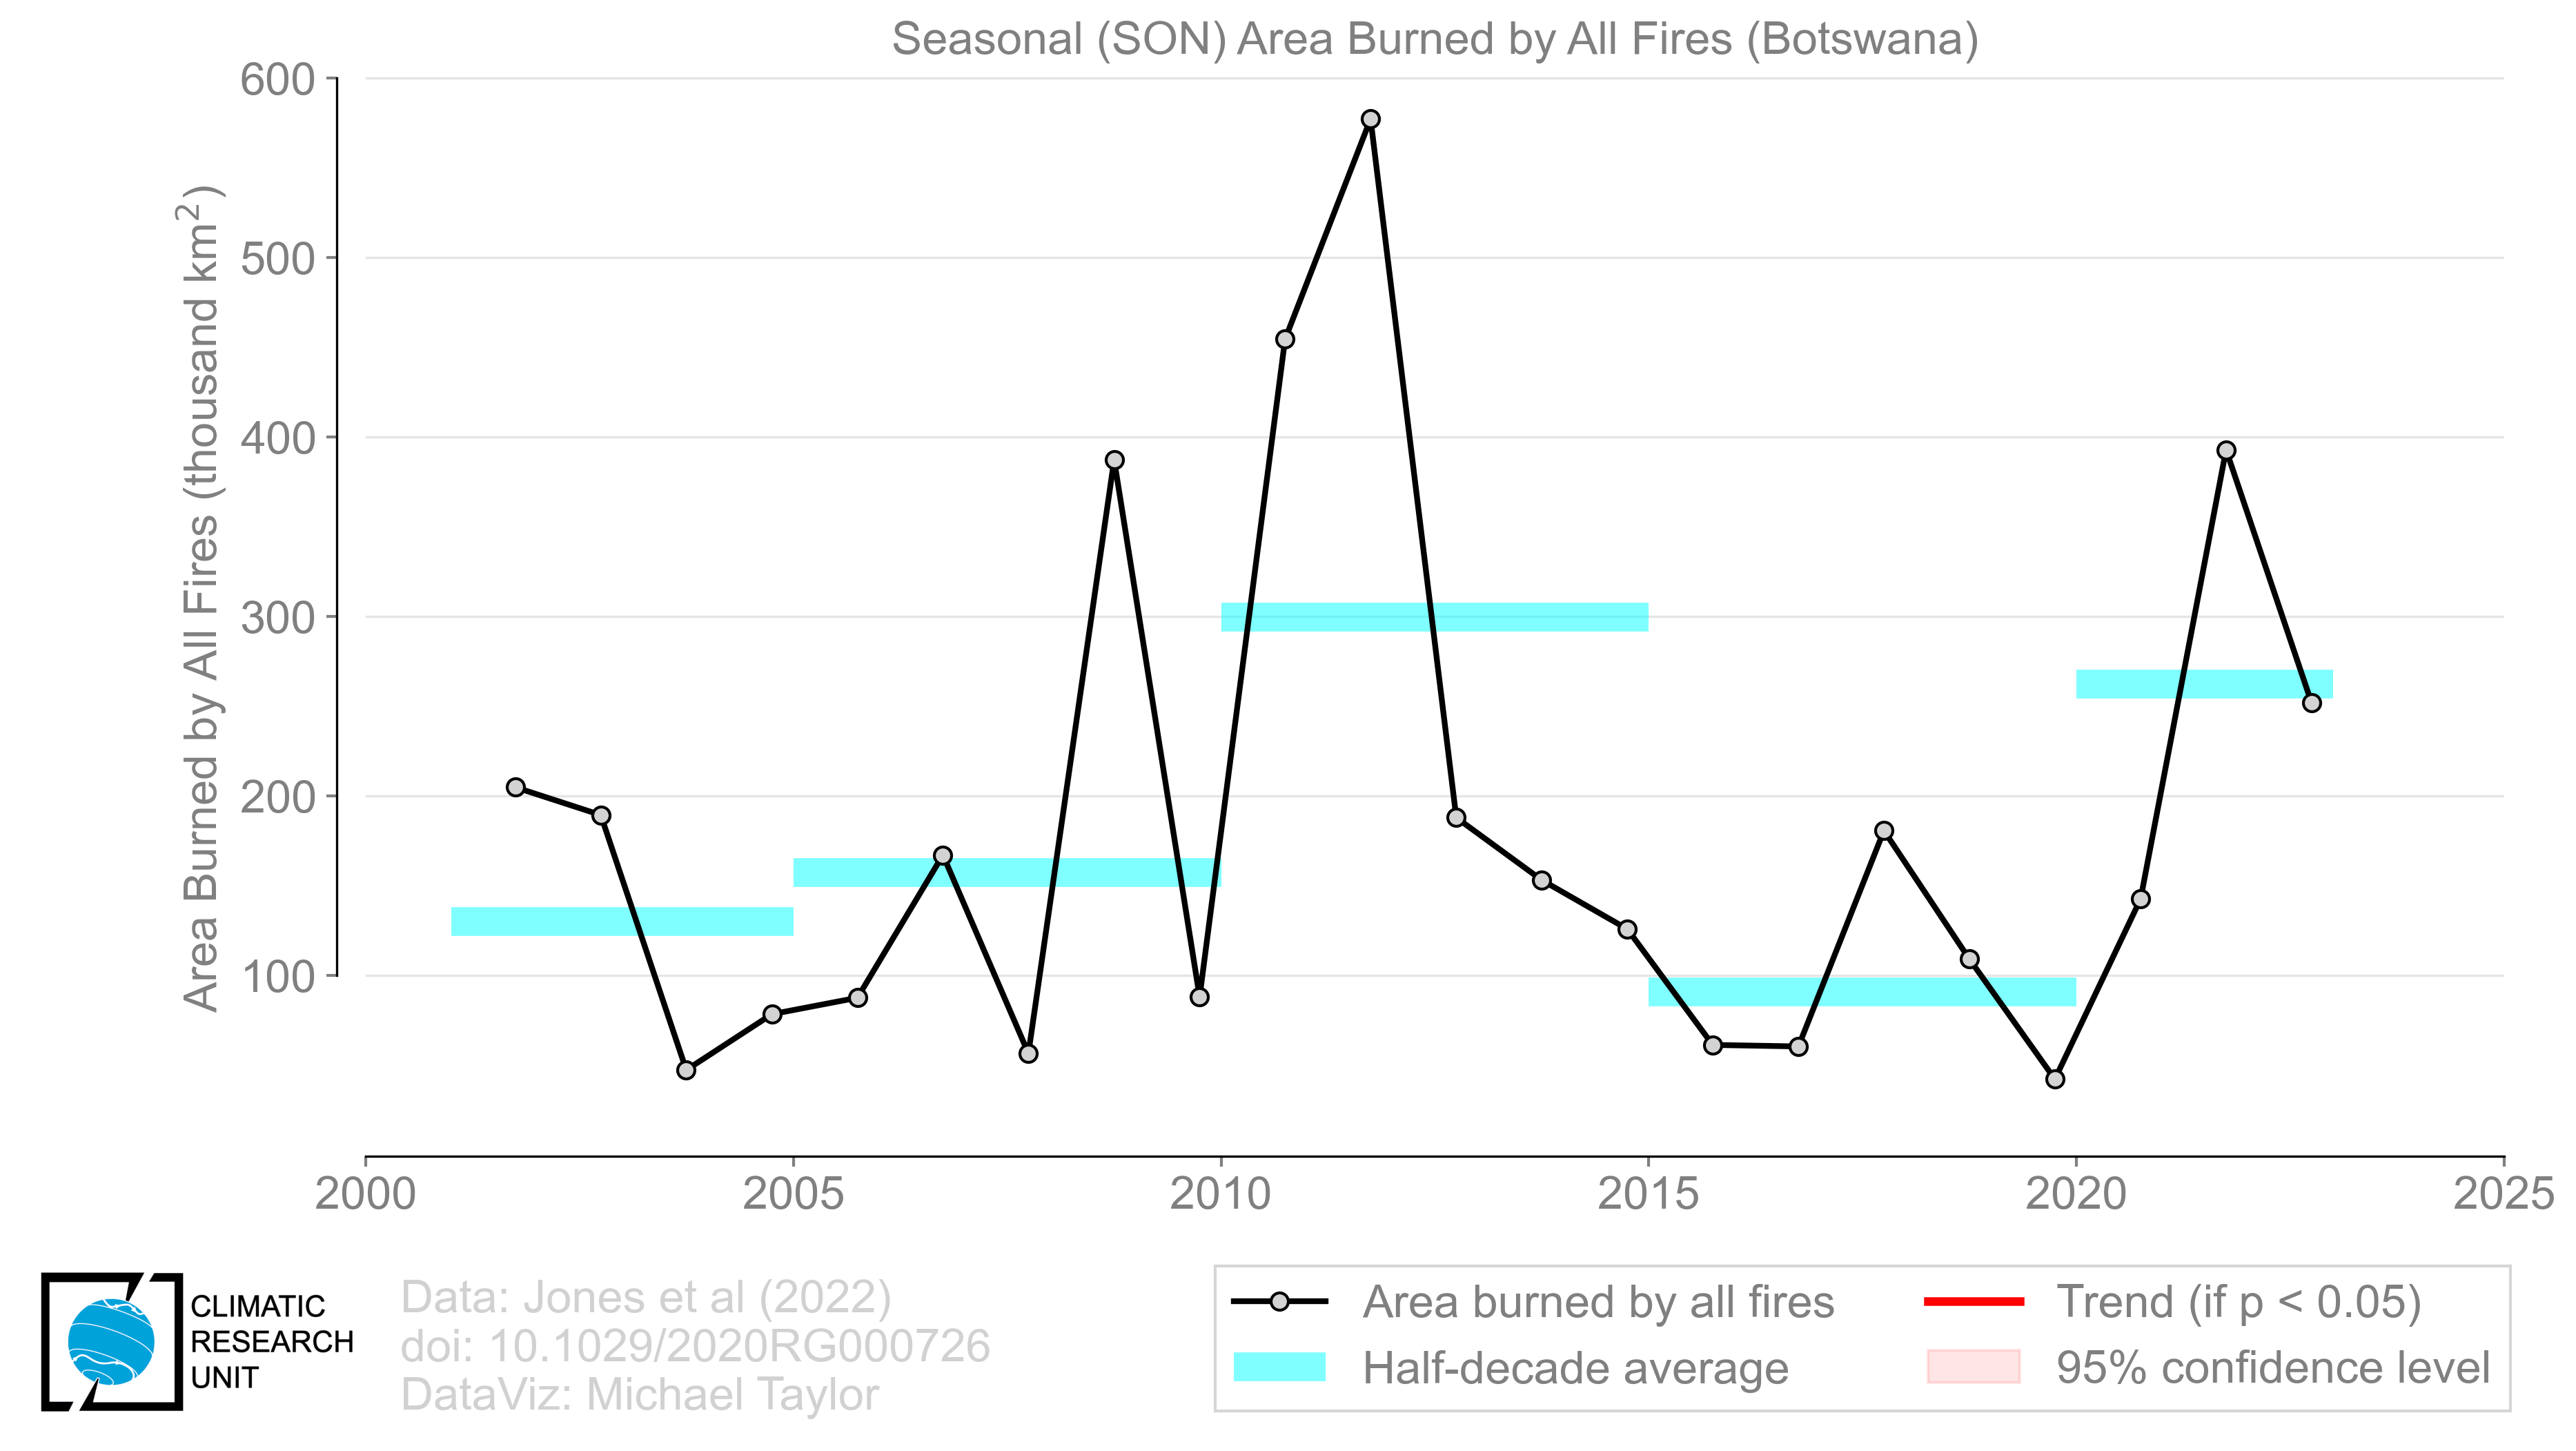 Seasonal (SON) Area Burned by All Fires (Botswana)
Area Burned by All Fires (thousand km²)
600
500
400
300
200
100
2000 2005 2010 2015 2020 2025
CLIMATIC
RESEARCH
UNIT
Data: Jones et al (2022)
doi: 10.1029/2020RG000726
DataViz: Michael Taylor
Area burned by all fires
Half-decade average
Trend (if p < 0.05)
95% confidence level